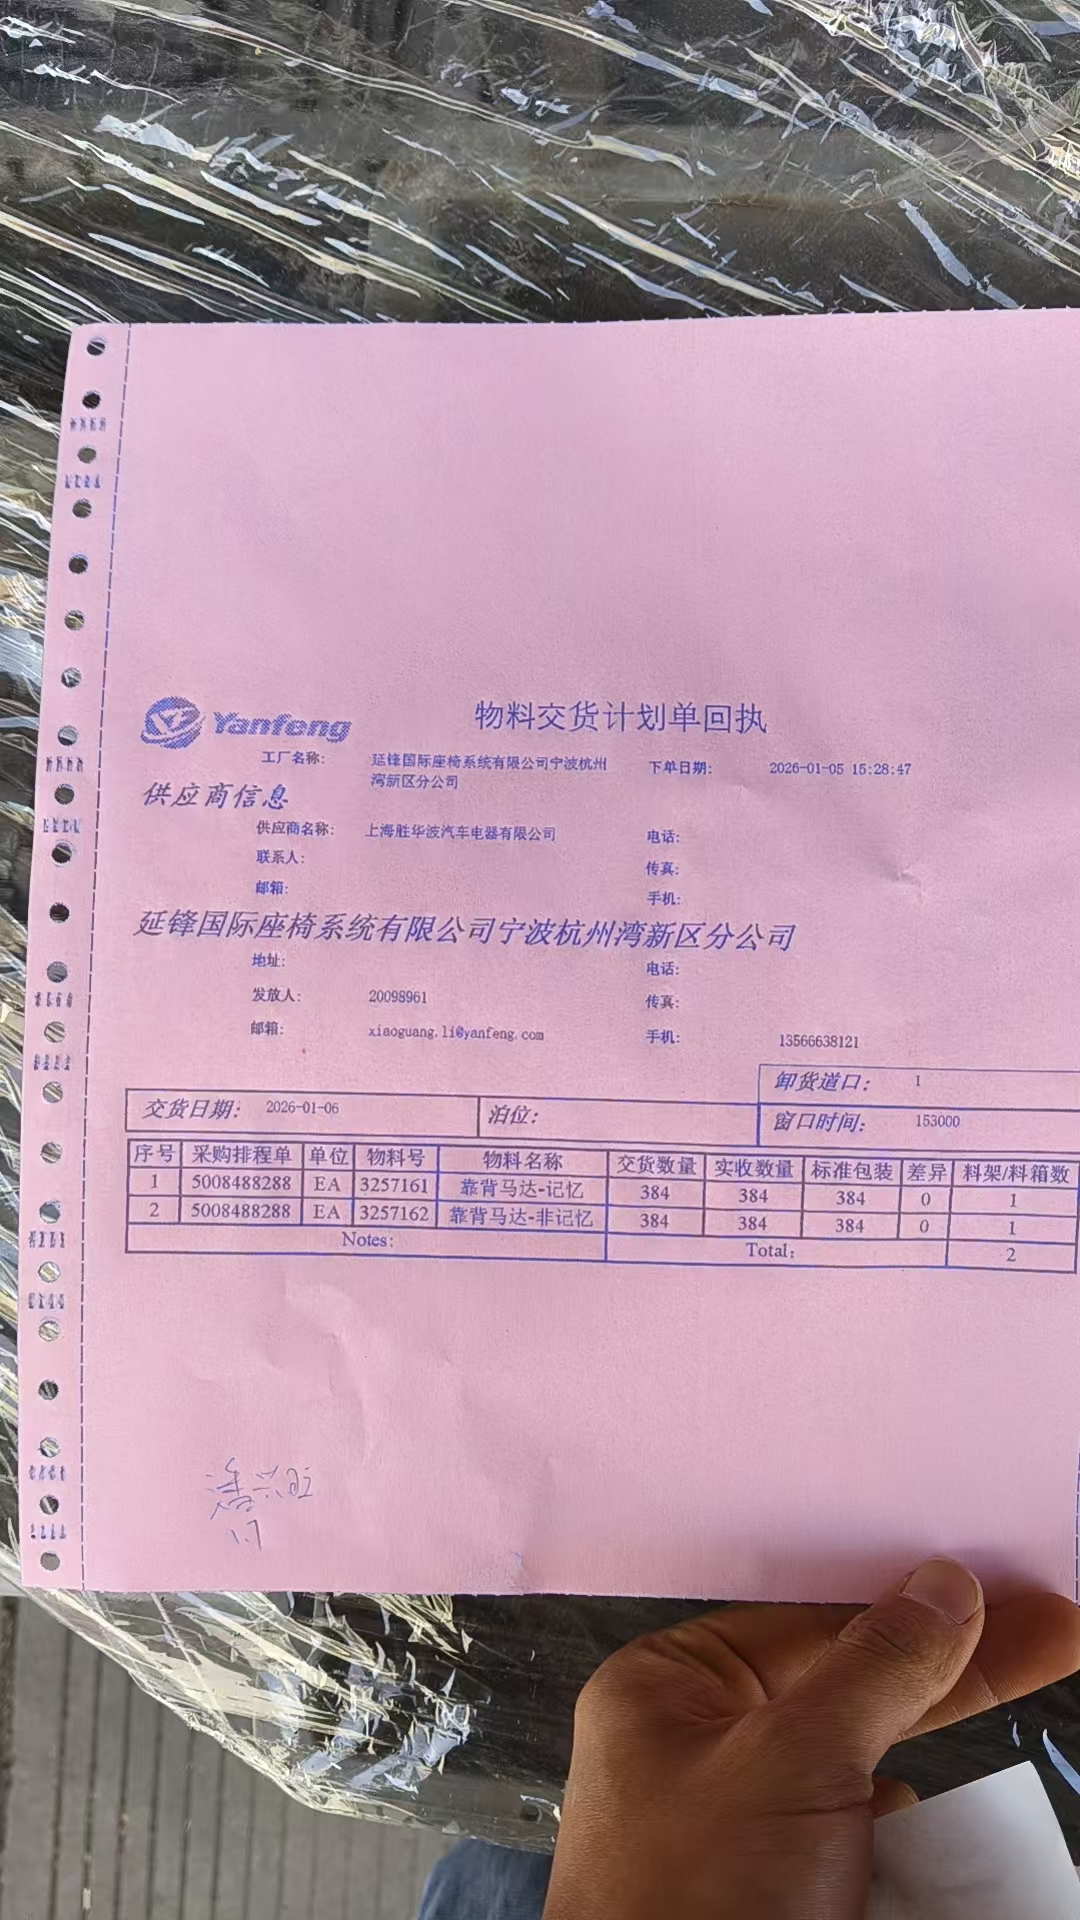 Yanfeng
物料交货计划单回执
工厂名称: 延锋国际座椅系统有限公司宁波杭州湾新区分公司 下单日期: 2026-01-05 15:28:47
供应商信息
供应商名称: 上海胜华波汽车电器有限公司 电话:
联系人: 传真:
邮箱: 手机:
延锋国际座椅系统有限公司宁波杭州湾新区分公司
地址: 电话:
发放人: 20098961 传真:
邮箱: xiaoguang.li@yanfeng.com 手机: 13566638121
卸货道口: I
交货日期: 2026-01-06 泊位: 窗口时间: 153000
序号 采购排程单 单位 物料号 物料名称 交货数量 实收数量 标准包装 差异 料架/料箱数
1 5008488288 EA 3257161 靠背马达-记忆 384 384 384 0 1
2 5008488288 EA 3257162 靠背马达-非记忆 384 384 384 0 1
Notes: Total: 2